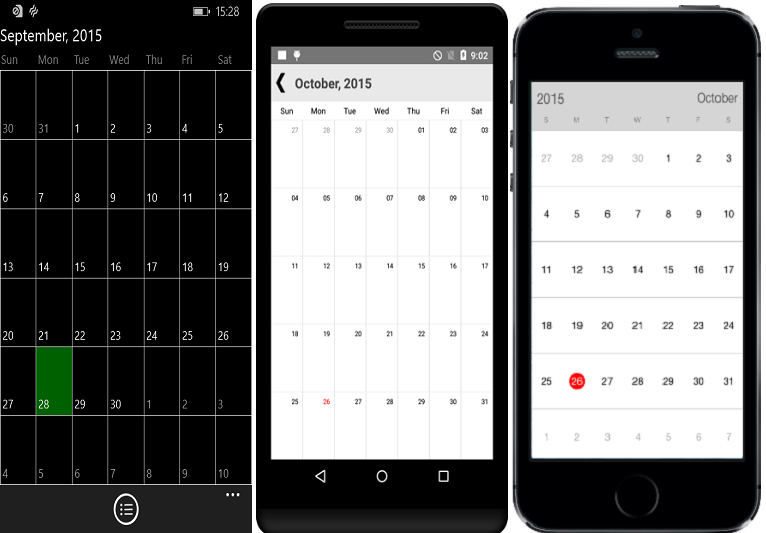 15:28
September, 2015
Sun Mon Tue Wed Thu Fri Sat
30 31 1 2 3 4 5
6 7 8 9 10 11 12
13 14 15 16 17 18 19
20 21 22 23 24 25 26
27 28 29 30 1 2 3
4 5 6 7 8 9 10
9:02
October, 2015
Sun Mon Tue Wed Thu Fri Sat
27 28 29 30 01 02 03
04 05 06 07 08 09 10
11 12 13 14 15 16 17
18 19 20 21 22 23 24
25 26 27 28 29 30 31
2015 October
S M T W T F S
27 28 29 30 1 2 3
4 5 6 7 8 9 10
11 12 13 14 15 16 17
18 19 20 21 22 23 24
25 26 27 28 29 30 31
1 2 3 4 5 6 7